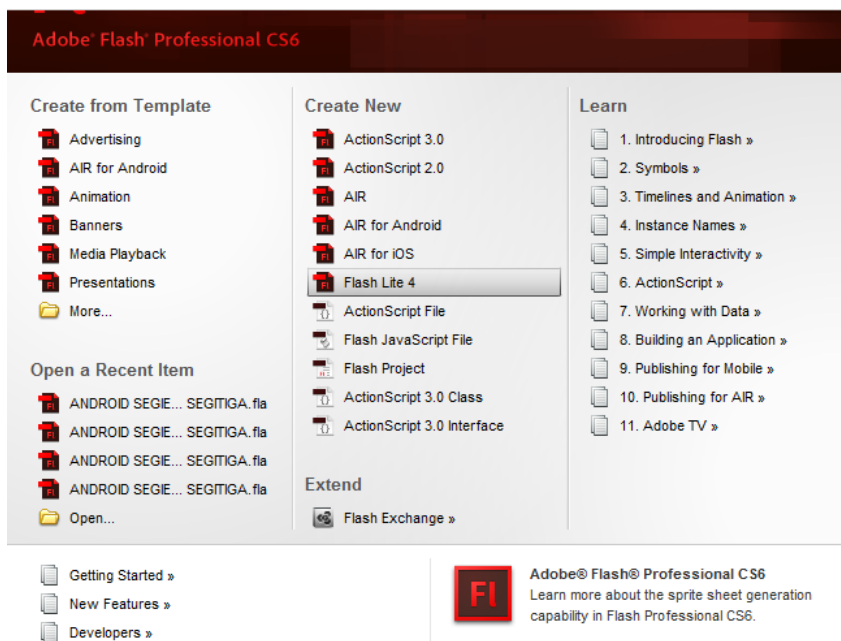 Adobe® Flash® Professional CS6
Create from Template
Advertising
AIR for Android
Animation
Banners
Media Playback
Presentations
More...
Open a Recent Item
ANDROID SEGIE... SEGITIGA.fla
ANDROID SEGIE... SEGITIGA.fla
ANDROID SEGIE... SEGITIGA.fla
ANDROID SEGIE... SEGITIGA.fla
Open...
Create New
ActionScript 3.0
ActionScript 2.0
AIR
AIR for Android
AIR for iOS
Flash Lite 4
ActionScript File
Flash JavaScript File
Flash Project
ActionScript 3.0 Class
ActionScript 3.0 Interface
Extend
Flash Exchange »
Learn
1. Introducing Flash »
2. Symbols »
3. Timelines and Animation »
4. Instance Names »
5. Simple Interactivity »
6. ActionScript »
7. Working with Data »
8. Building an Application »
9. Publishing for Mobile »
10. Publishing for AIR »
11. Adobe TV »
Getting Started »
New Features »
Developers »
Fl
Adobe® Flash® Professional CS6
Learn more about the sprite sheet generation
capability in Flash Professional CS6.